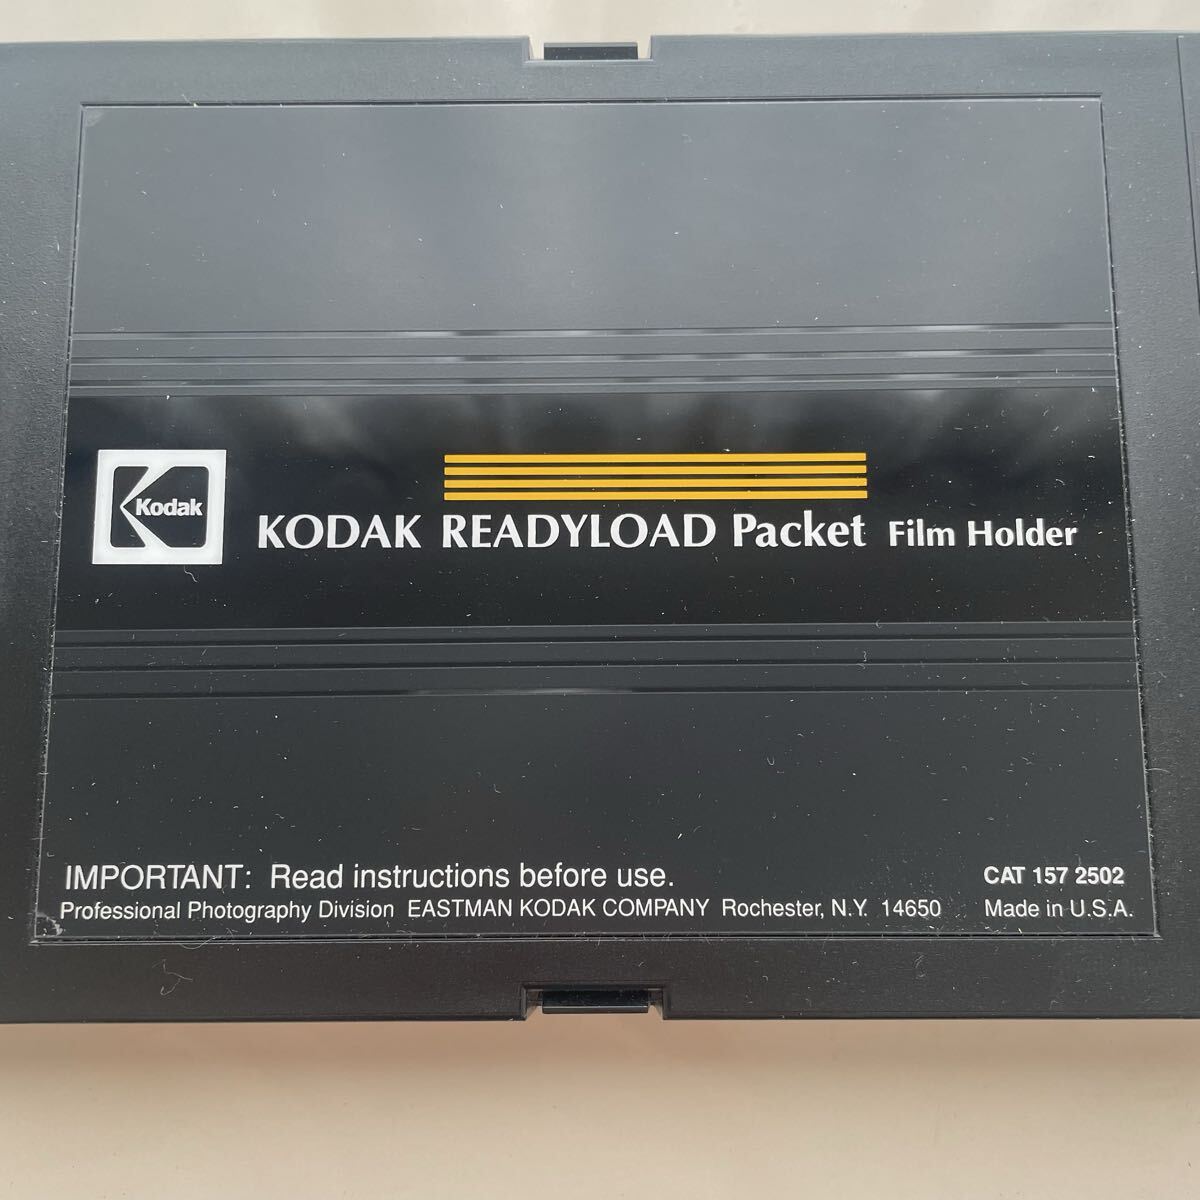 Kodak
KODAK READYLOAD Packet Film Holder
IMPORTANT: Read instructions before use.
CAT 157 2502
Professional Photography Division EASTMAN KODAK COMPANY Rochester, N.Y. 14650
Made in U.S.A.